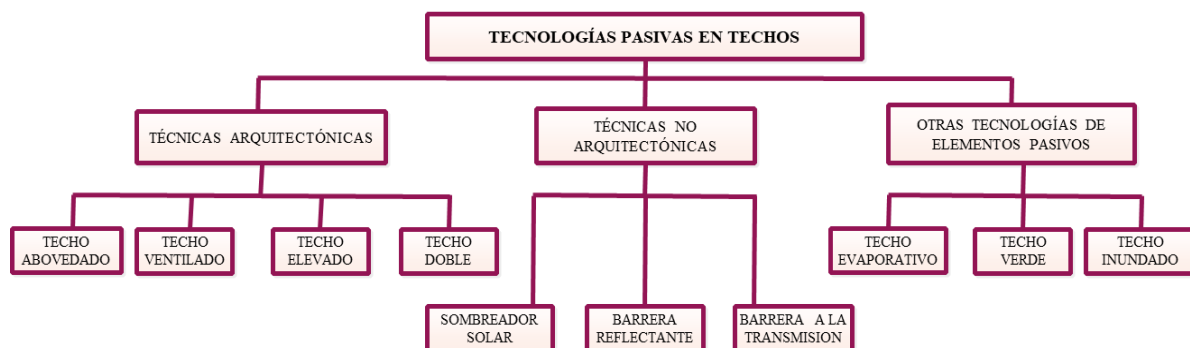 TECNOLOGÍAS PASIVAS EN TECHOS
TÉCNICAS ARQUITECTÓNICAS
TÉCNICAS NO
ARQUITECTÓNICAS
OTRAS TECNOLOGÍAS DE
ELEMENTOS PASIVOS
TECHO
ABOVEDADO
TECHO
VENTILADO
TECHO
ELEVADO
TECHO
DOBLE
TECHO
EVAPORATIVO
TECHO
VERDE
TECHO
INUNDADO
SOMBREADOR
SOLAR
BARRERA
REFLECTANTE
BARRERA A LA
TRANSMISION